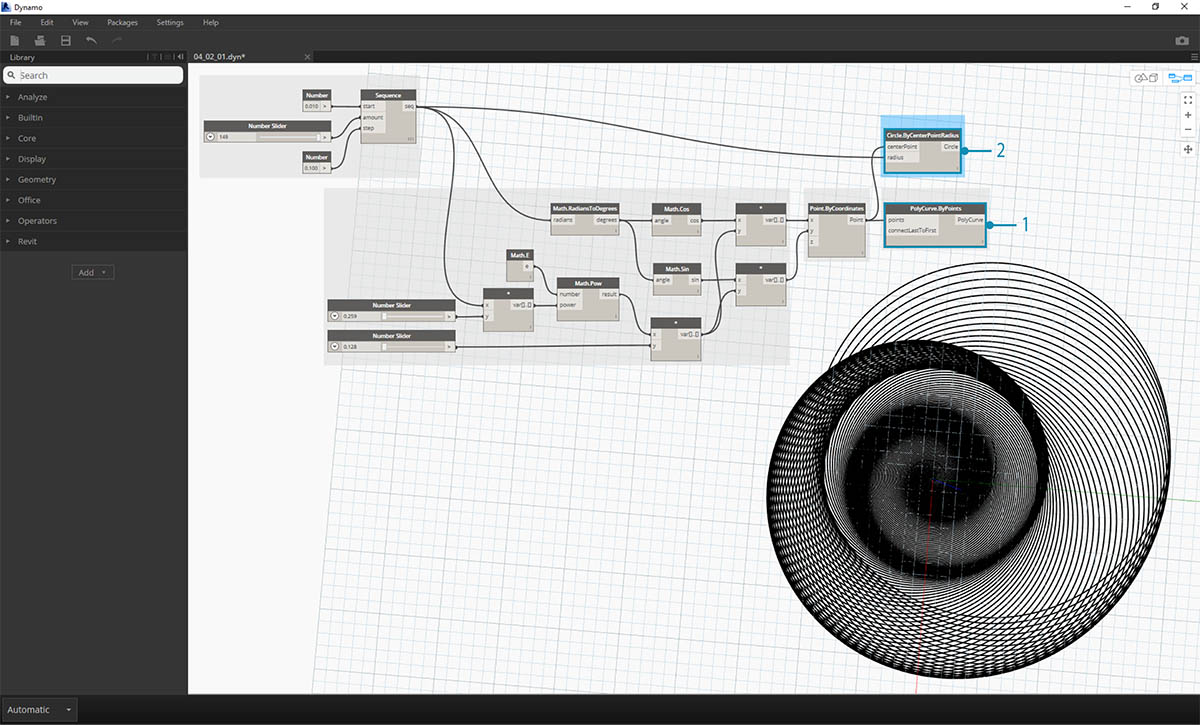 Dynamo
File Edit View Packages Settings Help
Library
04_02_01.dyn*
Search
Analyze
BuiltIn
Core
Display
Geometry
Office
Operators
Revit
Add
Number
0.010 >
Number Slider
148 >
Number
0.100 >
Sequence
start seq
amount
step
Circle.ByCenterPointRadius
centerPoint Circle
radius
2
Math.RadiansToDegrees
radians degrees
Math.Cos
angle cos
*
x var[]..[]
y
Point.ByCoordinates
x Point
y
z
PolyCurve.ByPoints
points PolyCurve
connectLastToFirst
1
Math.E
e
Math.Sin
angle sin
*
x var[]..[]
y
Math.Pow
number result
power
*
x var[]..[]
y
Number Slider
0.259 >
Number Slider
0.128 >
*
x var[]..[]
y
Automatic